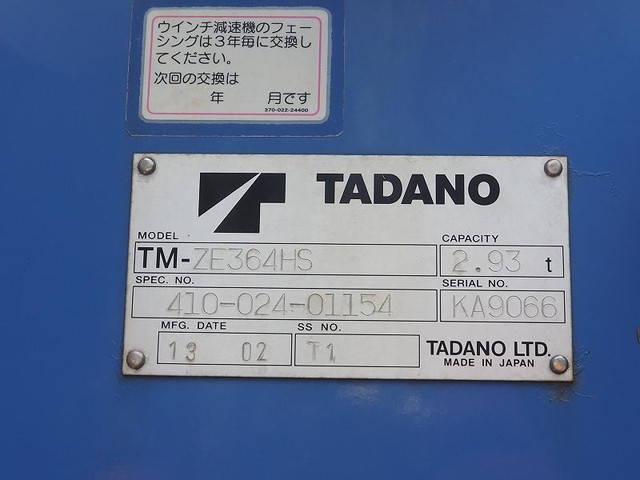 ウインチ減速機のフェー
シングは3年毎に交換し
てください。
次回の交換は
年 月です
370-022-24400
TADANO
MODEL CAPACITY
TM-ZE364HS 2.93 t
SPEC. NO. SERIAL NO.
410-024-01154 KA9066
MFG. DATE SS NO.
13 02 T1 TADANO LTD.
MADE IN JAPAN